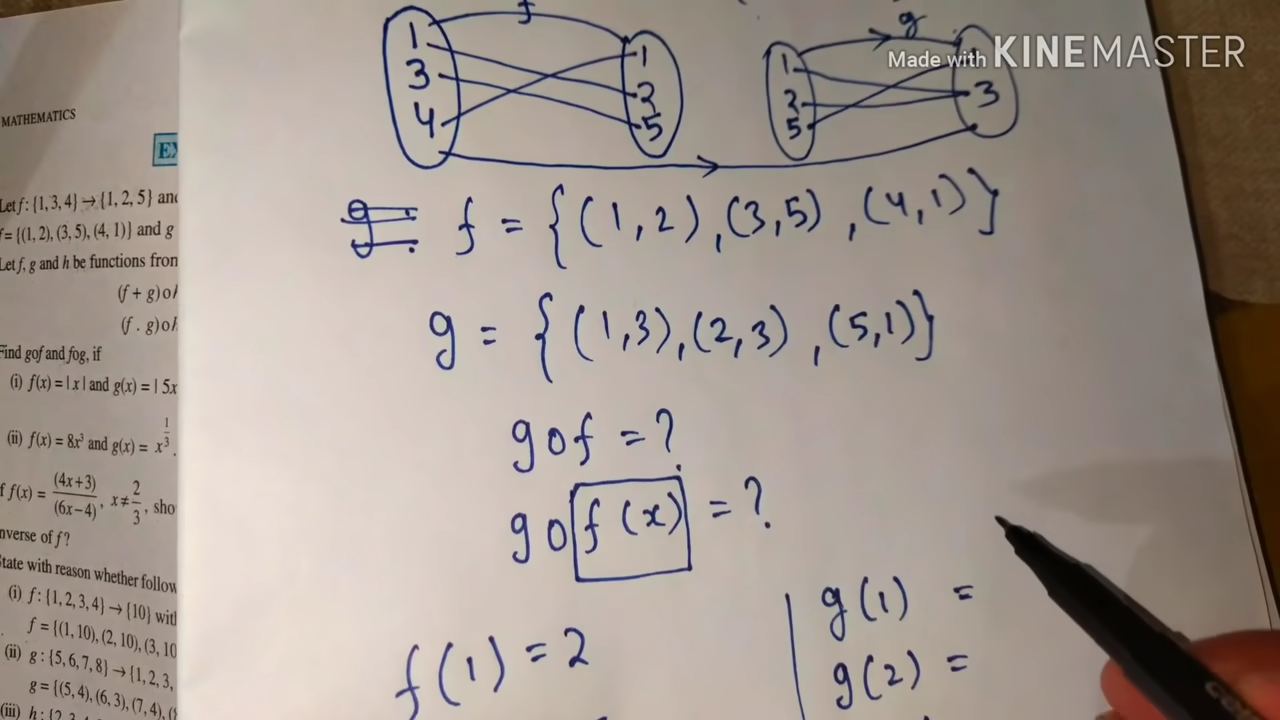 f
g
Made with KINEMASTER
1
3
4
1
2
5
1
2
5
3
f = {(1,2),(3,5),(4,1)}
g = {(1,3),(2,3),(5,1)}
gof = ?
gof(x) = ?
f(1) = 2
g(1) =
g(2) =
MATHEMATICS
EX
Let f : {1, 3, 4} → {1, 2, 5} and
f = {(1, 2), (3, 5), (4, 1)} and g
Let f, g and h be functions from
(f + g)o
(f . g)o
Find gof and fog, if
(i) f(x) = | x | and g(x) = | 5x
(ii) f(x) = 8x³ and g(x) = x^(1/3).
f f(x) = (4x+3)/(6x−4), x ≠ 2/3, sho
nverse of f?
State with reason whether follow
(i) f : {1, 2, 3, 4} → {10} with
f = {(1, 10), (2, 10), (3, 10
(ii) g : {5, 6, 7, 8} → {1, 2, 3,
g = {(5, 4), (6, 3), (7, 4), (